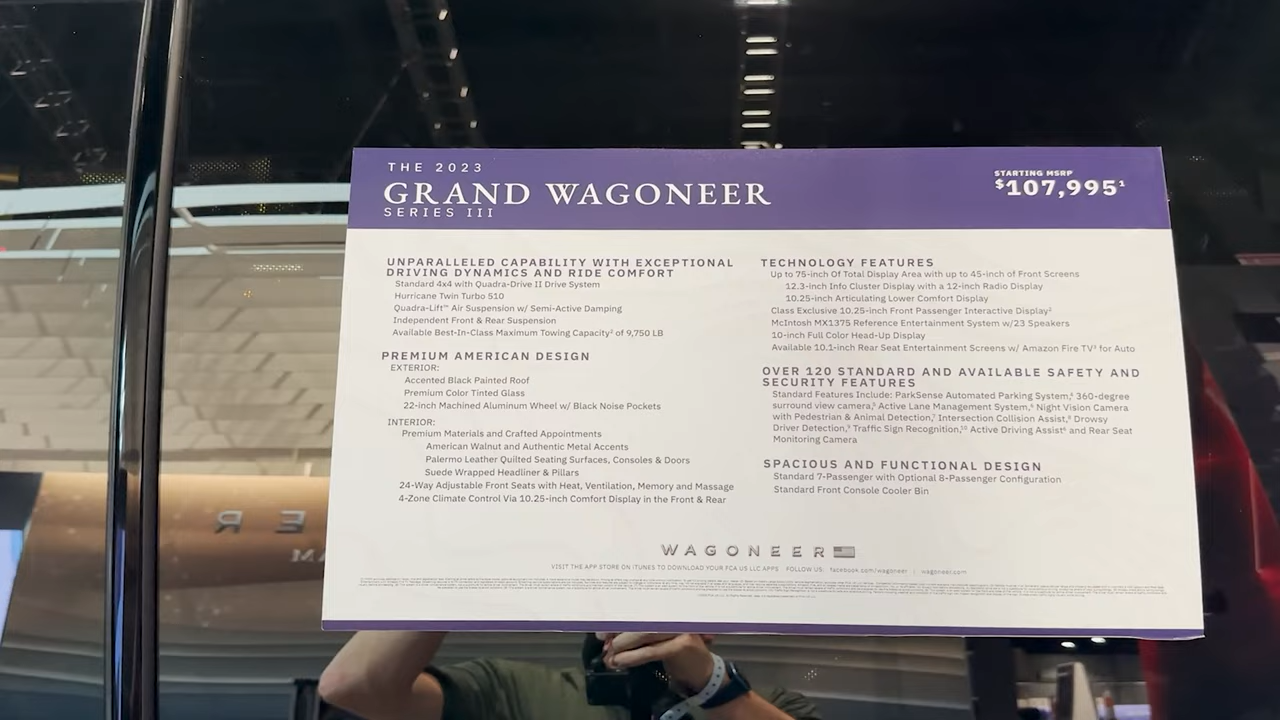 THE 2023
GRAND WAGONEER
SERIES III
STARTING MSRP
$107,995¹
UNPARALLELED CAPABILITY WITH EXCEPTIONAL
DRIVING DYNAMICS AND RIDE COMFORT
Standard 4x4 with Quadra-Drive II Drive System
Hurricane Twin Turbo 510
Quadra-Lift™ Air Suspension w/ Semi-Active Damping
Independent Front & Rear Suspension
Available Best-In-Class Maximum Towing Capacity² of 9,750 LB
PREMIUM AMERICAN DESIGN
EXTERIOR:
Accented Black Painted Roof
Premium Color Tinted Glass
22-inch Machined Aluminum Wheel w/ Black Noise Pockets
INTERIOR:
Premium Materials and Crafted Appointments
American Walnut and Authentic Metal Accents
Palermo Leather Quilted Seating Surfaces, Consoles & Doors
Suede Wrapped Headliner & Pillars
24-Way Adjustable Front Seats with Heat, Ventilation, Memory and Massage
4-Zone Climate Control Via 10.25-inch Comfort Display in the Front & Rear
TECHNOLOGY FEATURES
Up to 75-inch Of Total Display Area with up to 45-inch of Front Screens
12.3-inch Info Cluster Display with a 12-inch Radio Display
10.25-inch Articulating Lower Comfort Display
Class Exclusive 10.25-inch Front Passenger Interactive Display²
McIntosh MX1375 Reference Entertainment System w/23 Speakers
10-inch Full Color Head-Up Display
Available 10.1-inch Rear Seat Entertainment Screens w/ Amazon Fire TV³ for Auto
OVER 120 STANDARD AND AVAILABLE SAFETY AND
SECURITY FEATURES
Standard Features Include: ParkSense Automated Parking System,⁴ 360-degree
surround view camera,⁵ Active Lane Management System,⁶ Night Vision Camera
with Pedestrian & Animal Detection,⁷ Intersection Collision Assist,⁸ Drowsy
Driver Detection,⁹ Traffic Sign Recognition,¹⁰ Active Driving Assist⁶ and Rear Seat
Monitoring Camera
SPACIOUS AND FUNCTIONAL DESIGN
Standard 7-Passenger with Optional 8-Passenger Configuration
Standard Front Console Cooler Bin
WAGONEER
VISIT THE APP STORE ON ITUNES TO DOWNLOAD YOUR FCA US LLC APPS FOLLOW US: facebook.com/wagoneer | wagoneer.com